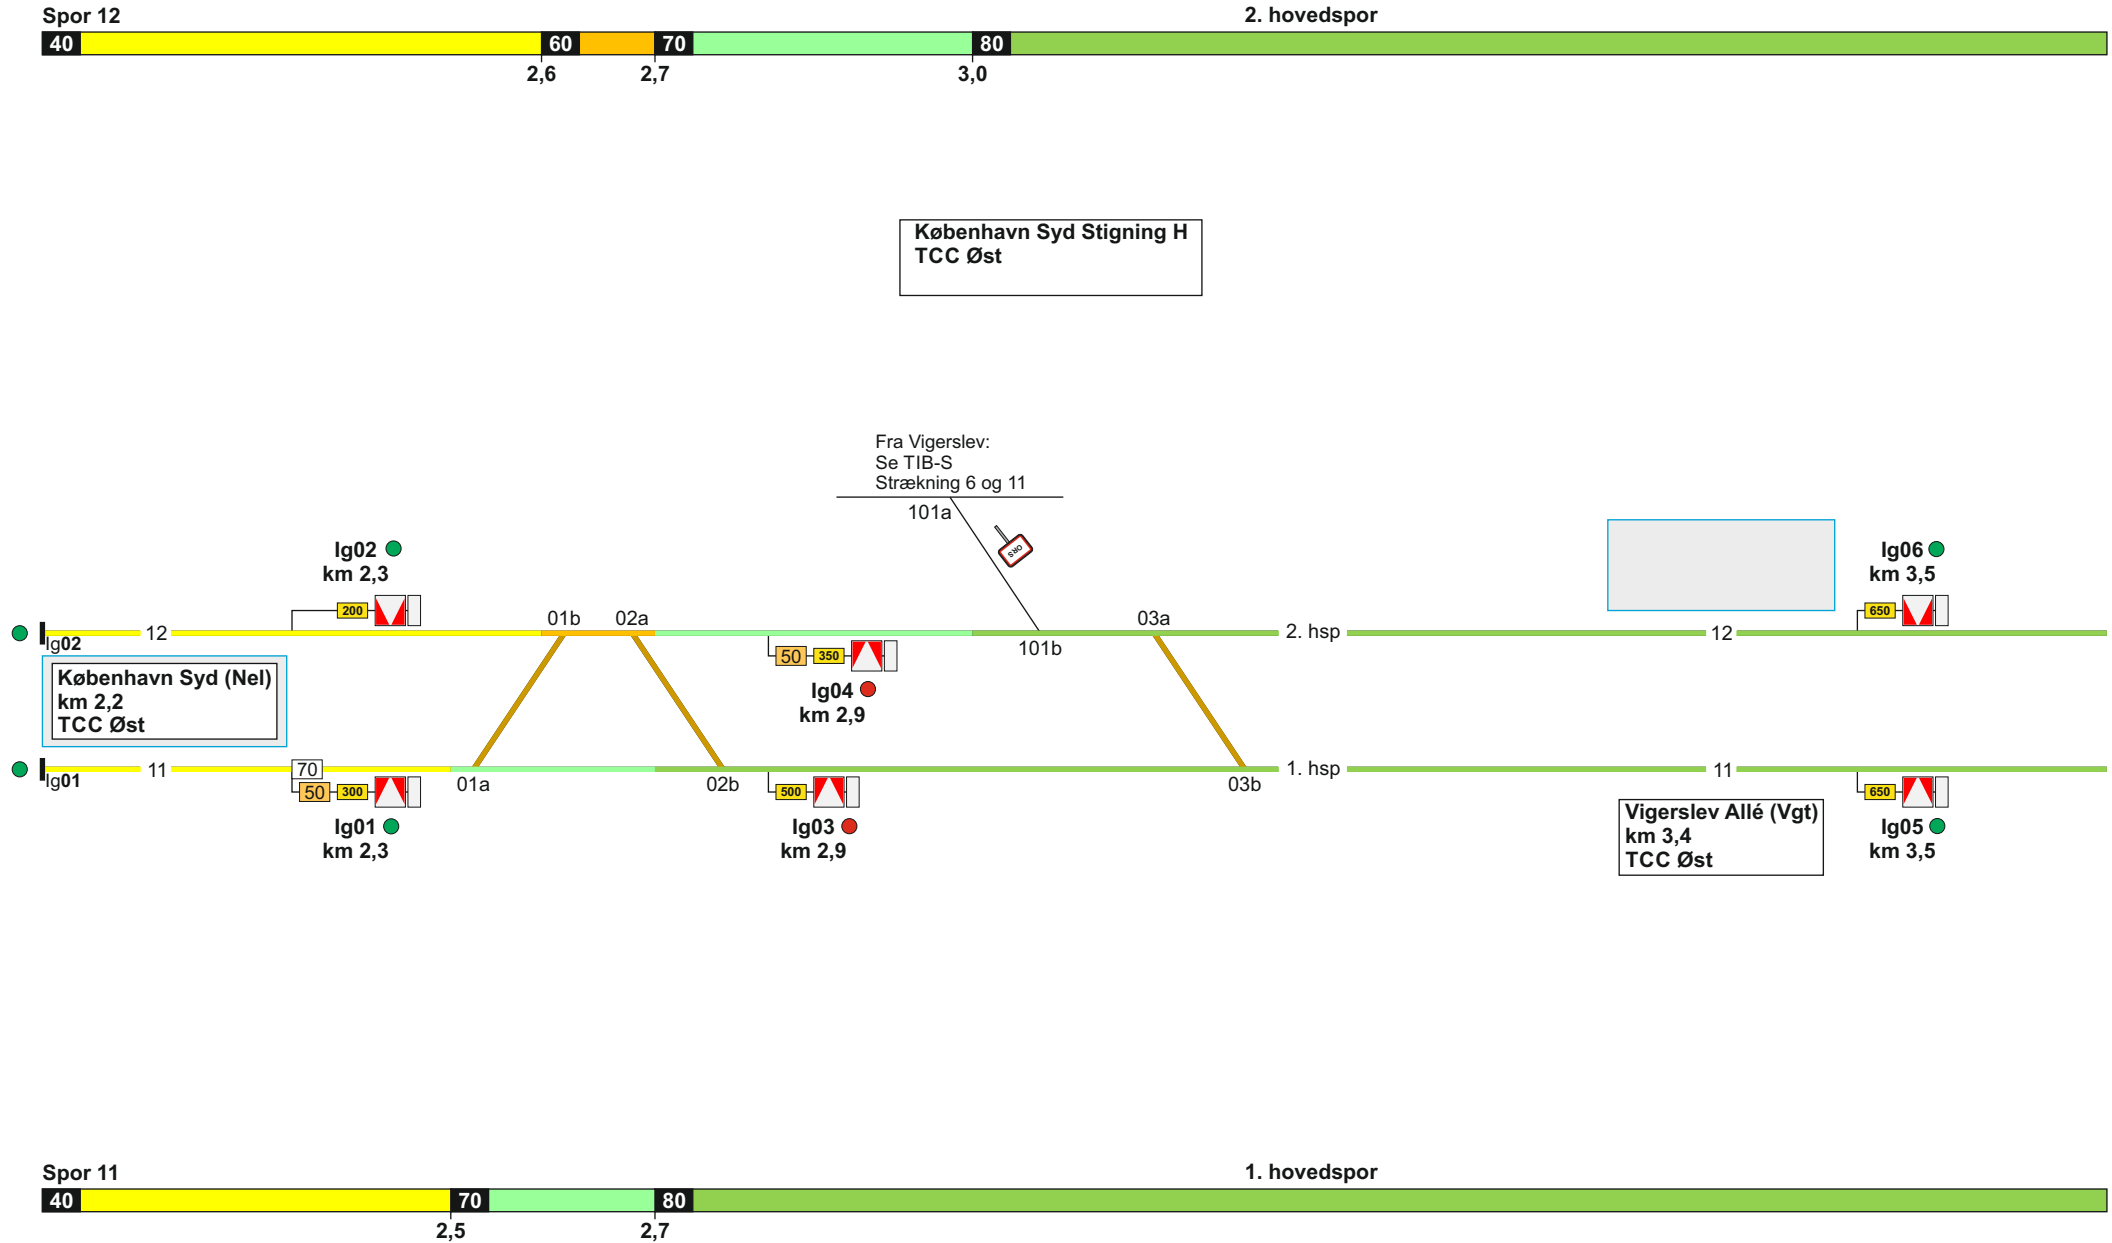 Spor 12
2. hovedspor
40
60
70
80
2,6
2,7
3,0
København Syd Stigning H
TCC Øst
Fra Vigerslev:
Se TIB-S
Strækning 6 og 11
101a
ORS
Ig02
km 2,3
200
Ig06
km 3,5
650
01b
02a
03a
12
2. hsp
12
Ig02
101b
50
350
Ig04
km 2,9
København Syd (Nel)
km 2,2
TCC Øst
11
70
1. hsp
11
Ig01
01a
02b
03b
50
300
500
650
Ig01
km 2,3
Ig03
km 2,9
Vigerslev Allé (Vgt)
km 3,4
TCC Øst
Ig05
km 3,5
Spor 11
1. hovedspor
40
70
80
2,5
2,7